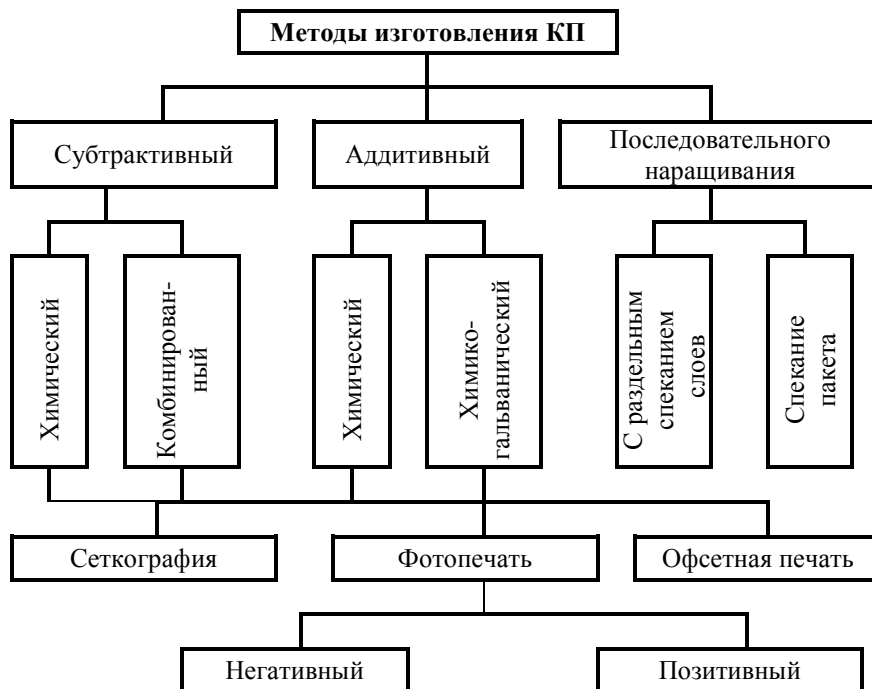 Методы изготовления КП
Субтрактивный
Аддитивный
Последовательного
наращивания
Химический
Комбинирован-
ный
Химический
Химико-
гальванический
С раздельным
спеканием
слоев
Спекание
пакета
Сеткография
Фотопечать
Офсетная печать
Негативный
Позитивный